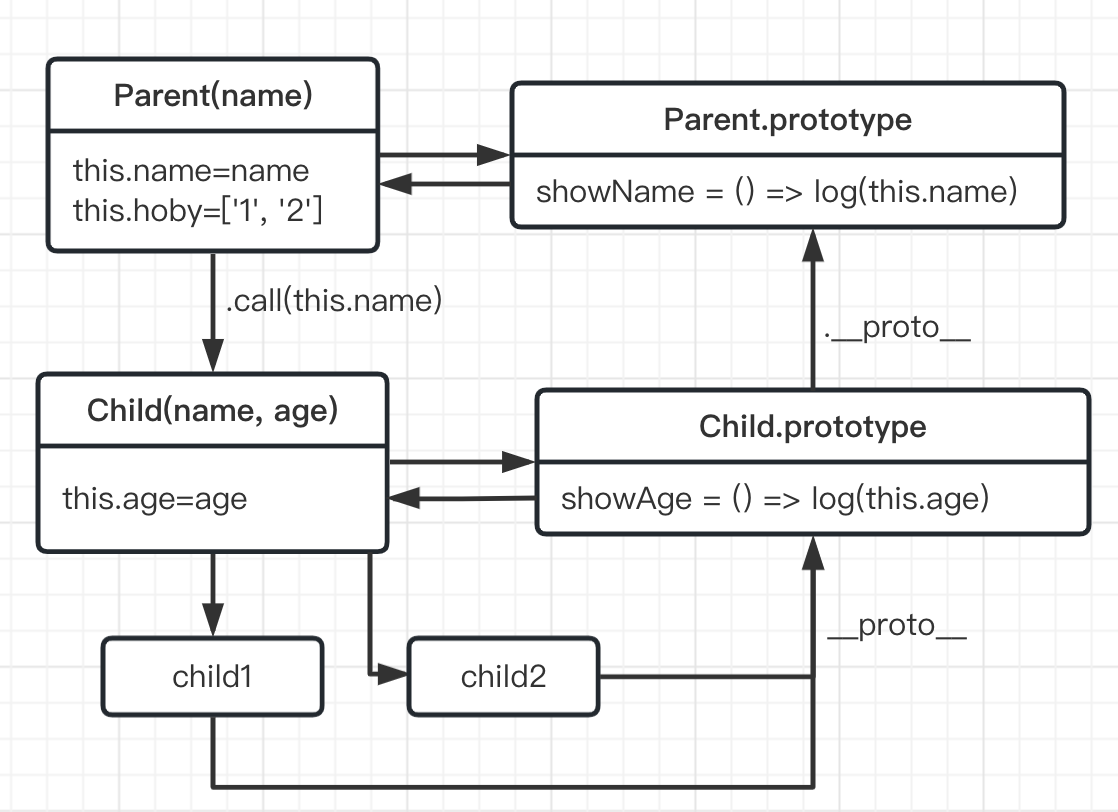 Parent(name)
this.name=name
this.hoby=['1', '2']
Parent.prototype
showName = () => log(this.name)
.call(this.name)
.__proto__
Child(name, age)
this.age=age
Child.prototype
showAge = () => log(this.age)
child1
child2
__proto__